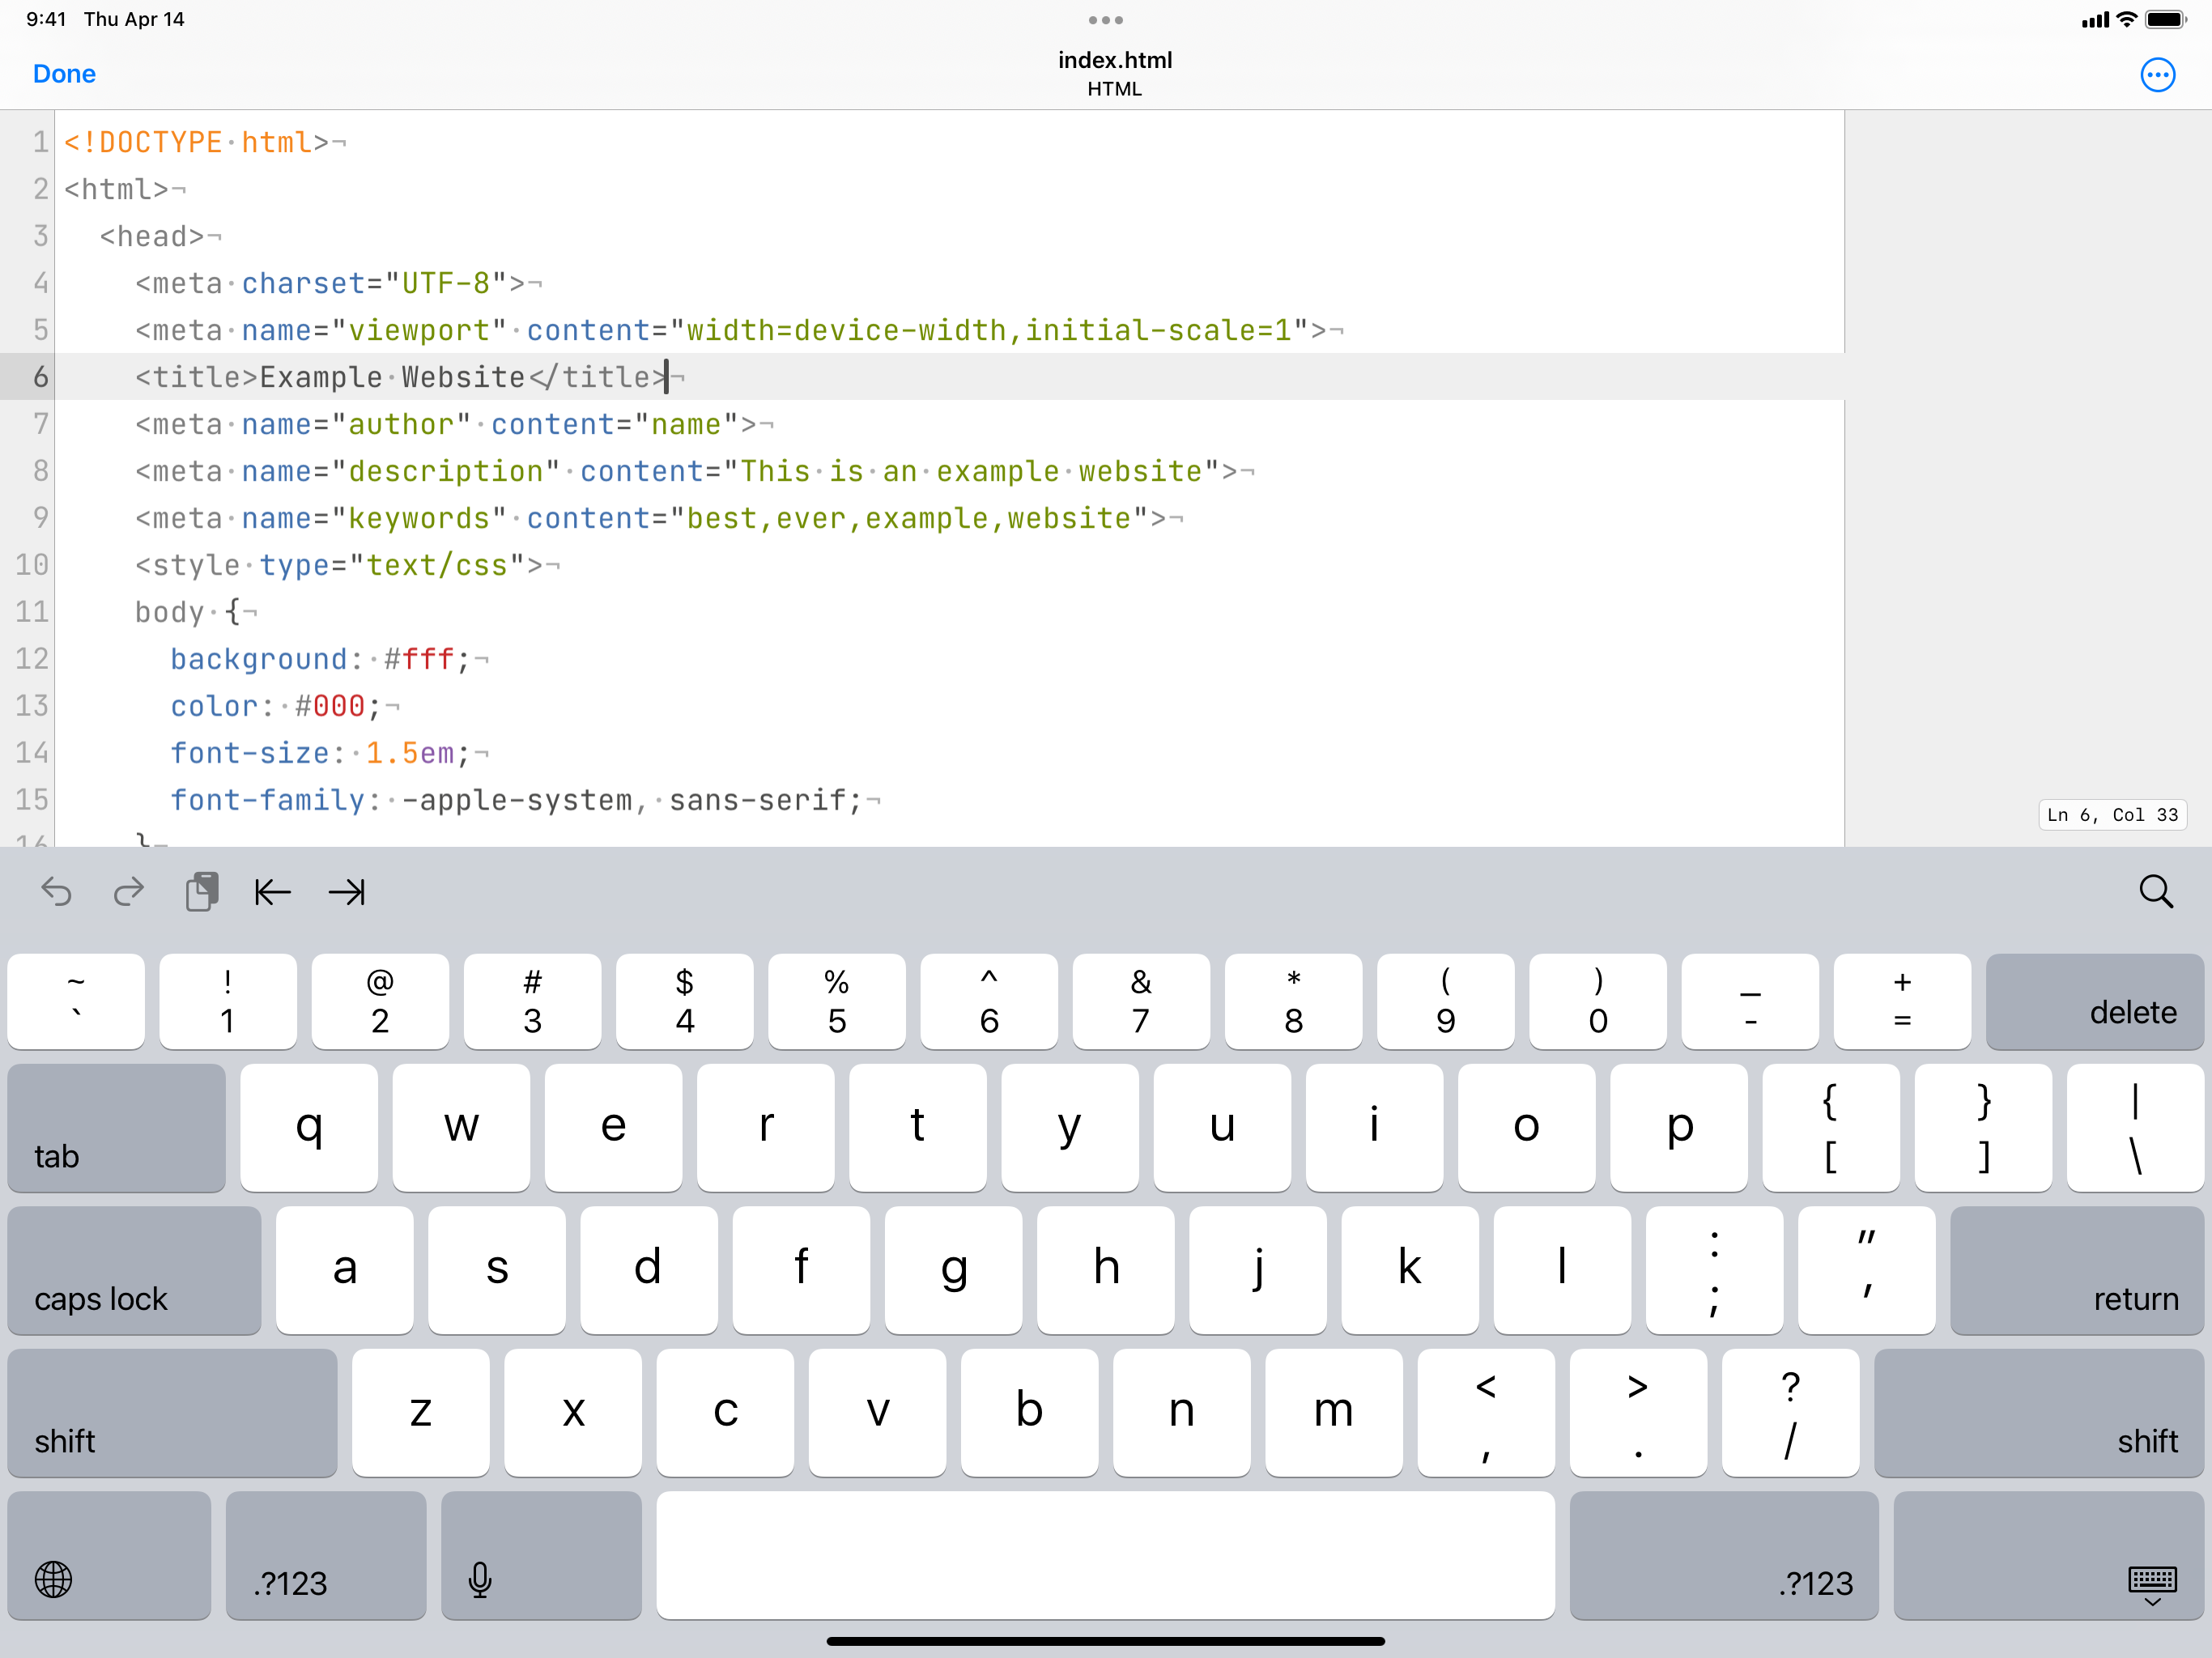 9:41 Thu Apr 14
Done
index.html
HTML
1 <!DOCTYPE·html>¬
2 <html>¬
3 <head>¬
4 <meta·charset="UTF-8">¬
5 <meta·name="viewport"·content="width=device-width,initial-scale=1">¬
6 <title>Example·Website</title>¬
7 <meta·name="author"·content="name">¬
8 <meta·name="description"·content="This·is·an·example·website">¬
9 <meta·name="keywords"·content="best,ever,example,website">¬
10 <style·type="text/css">¬
11 body·{¬
12 background:·#fff;¬
13 color:·#000;¬
14 font-size:·1.5em;¬
15 font-family:·-apple-system,·sans-serif;¬
16 }¬
Ln 6, Col 33
~ ! @ # $ % ^ & * ( ) _ +
` 1 2 3 4 5 6 7 8 9 0 - = delete
tab q w e r t y u i o p { [ } ] | \
caps lock a s d f g h j k l : ; " ' return
shift z x c v b n m < , > . ? / shift
.?123 .?123